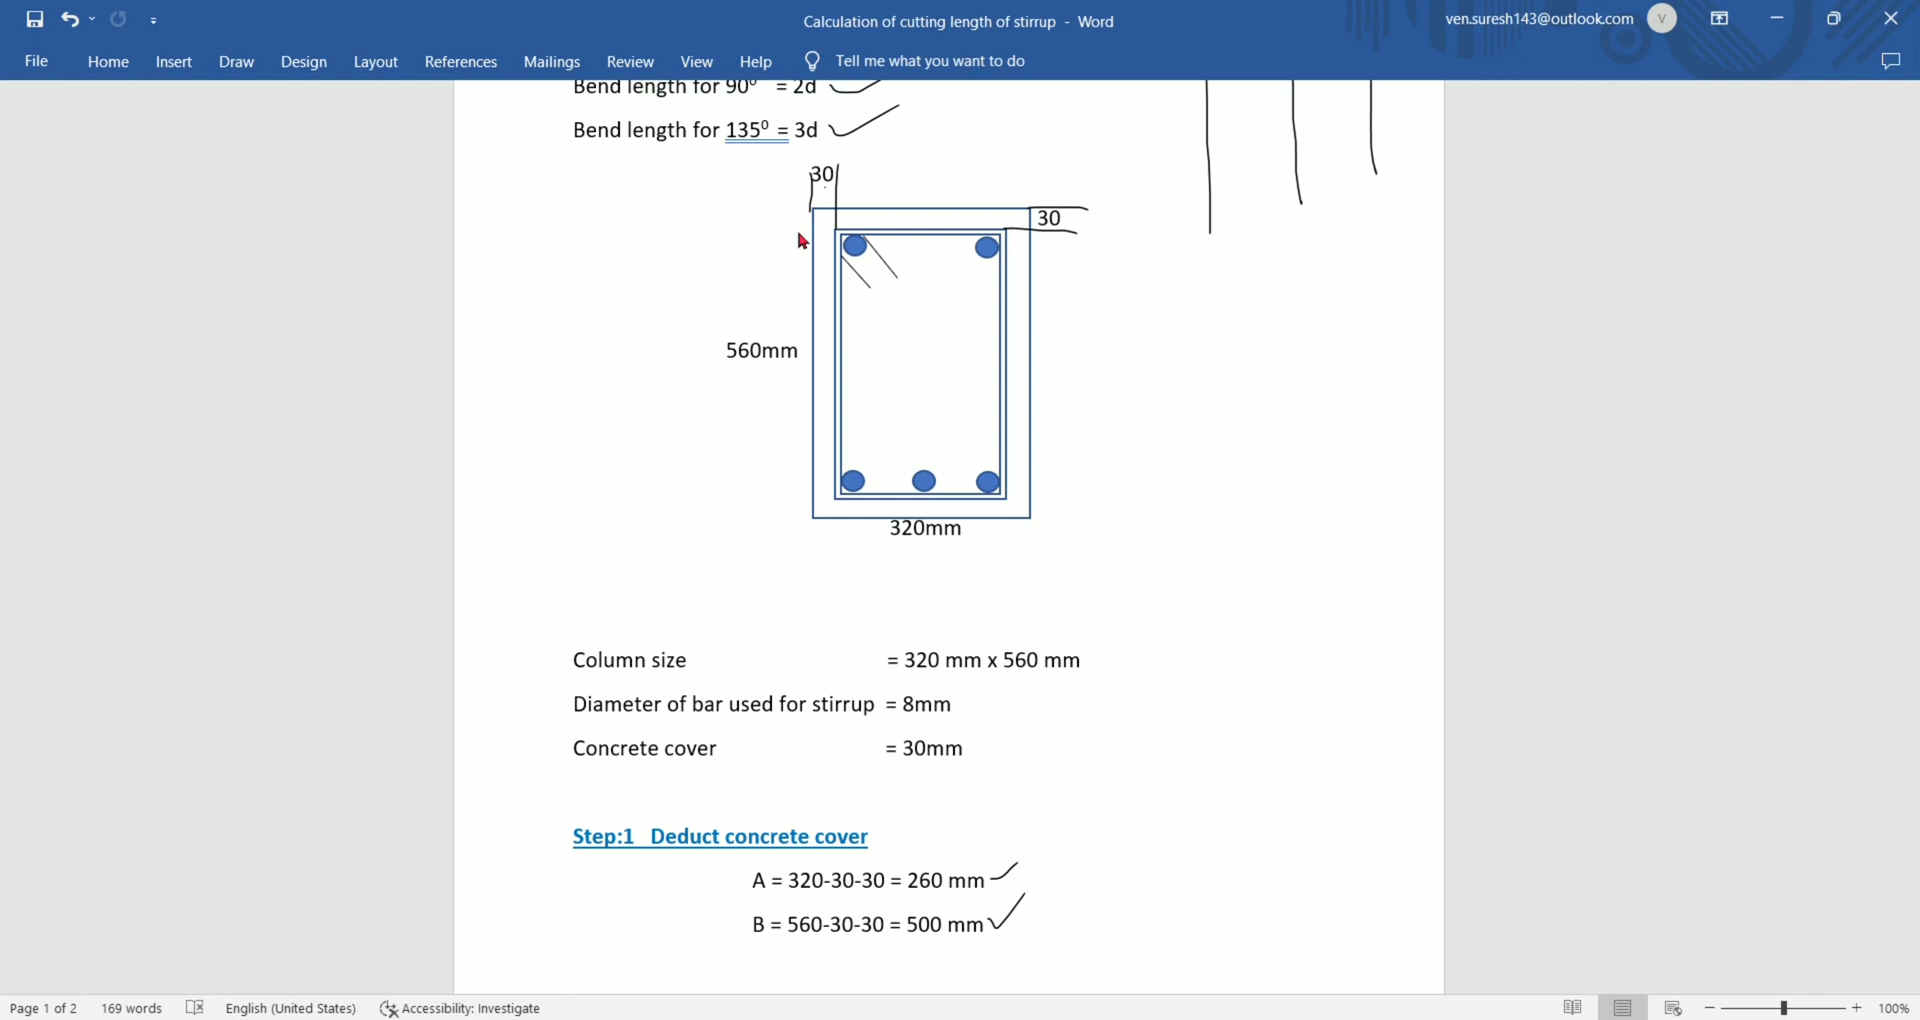 Calculation of cutting length of stirrup - Word
ven.suresh143@outlook.com V
File Home Insert Draw Design Layout References Mailings Review View Help Tell me what you want to do
Bend length for 90⁰ = 2d
Bend length for 135⁰ = 3d
30
30
560mm
320mm
Column size = 320 mm x 560 mm
Diameter of bar used for stirrup = 8mm
Concrete cover = 30mm
Step:1 Deduct concrete cover
A = 320-30-30 = 260 mm
B = 560-30-30 = 500 mm
Page 1 of 2 169 words English (United States) Accessibility: Investigate 100%